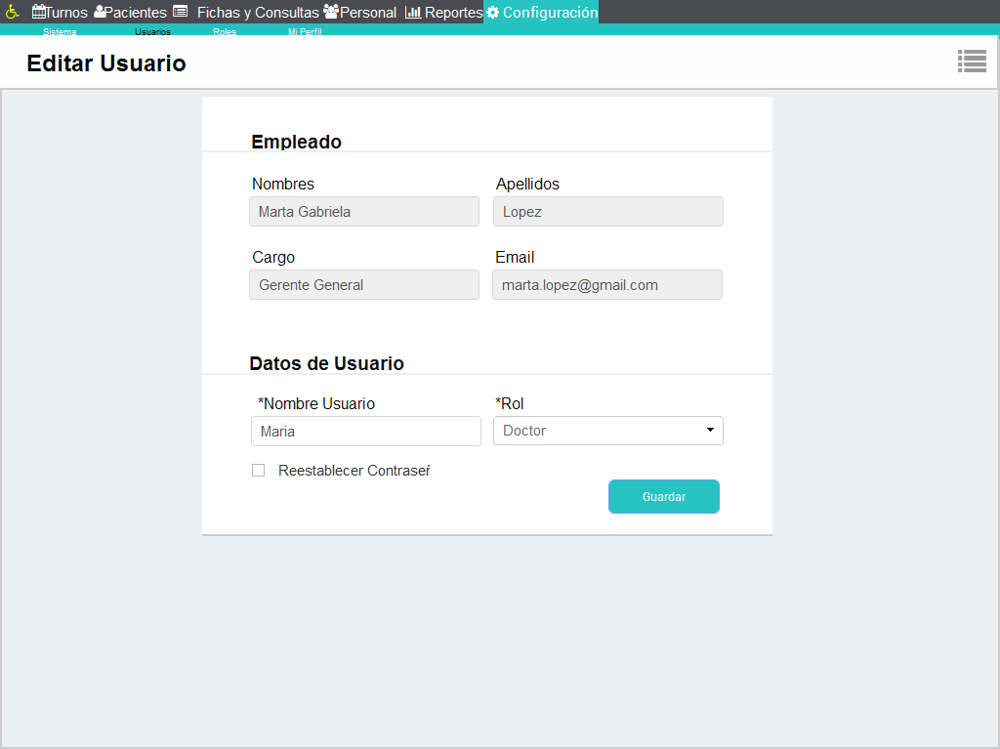 Turnos Pacientes Fichas y Consultas Personal Reportes Configuración
Sistema Usuarios Roles Mi Perfil
Editar Usuario
Empleado
Nombres Apellidos
Marta Gabriela Lopez
Cargo Email
Gerente General marta.lopez@gmail.com
Datos de Usuario
*Nombre Usuario *Rol
Maria Doctor
Reestablecer Contraseŕ
Guardar